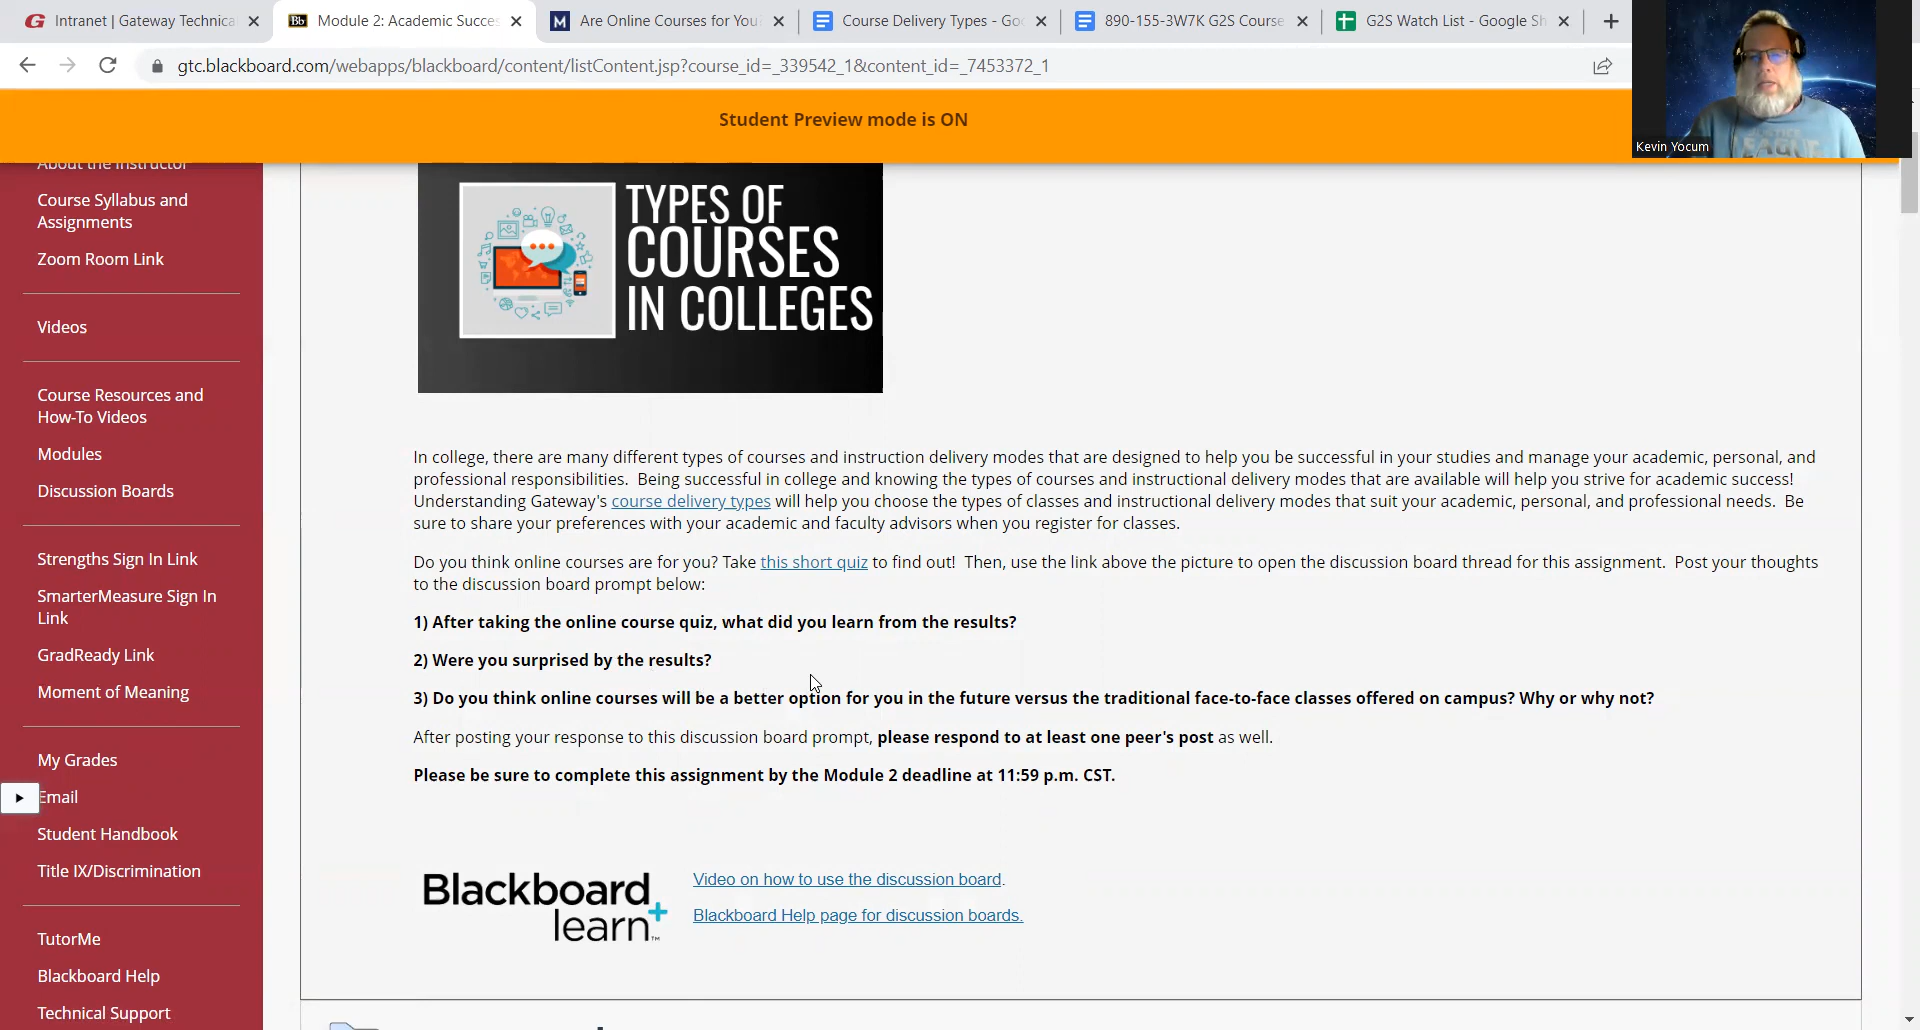 Intranet | Gateway Technica
Module 2: Academic Succes
Are Online Courses for You?
Course Delivery Types - Goo
890-155-3W7K G2S Course
G2S Watch List - Google Sh
gtc.blackboard.com/webapps/blackboard/content/listContent.jsp?course_id=_339542_1&content_id=_7453372_1
Student Preview mode is ON
Kevin Yocum
About the Instructor
Course Syllabus and
Assignments
Zoom Room Link
Videos
Course Resources and
How-To Videos
Modules
Discussion Boards
Strengths Sign In Link
SmarterMeasure Sign In
Link
GradReady Link
Moment of Meaning
My Grades
Email
Student Handbook
Title IX/Discrimination
TutorMe
Blackboard Help
Technical Support
TYPES OF
COURSES
IN COLLEGES
In college, there are many different types of courses and instruction delivery modes that are designed to help you be successful in your studies and manage your academic, personal, and
professional responsibilities. Being successful in college and knowing the types of courses and instructional delivery modes that are available will help you strive for academic success!
Understanding Gateway's course delivery types will help you choose the types of classes and instructional delivery modes that suit your academic, personal, and professional needs. Be
sure to share your preferences with your academic and faculty advisors when you register for classes.
Do you think online courses are for you? Take this short quiz to find out! Then, use the link above the picture to open the discussion board thread for this assignment. Post your thoughts
to the discussion board prompt below:
1) After taking the online course quiz, what did you learn from the results?
2) Were you surprised by the results?
3) Do you think online courses will be a better option for you in the future versus the traditional face-to-face classes offered on campus? Why or why not?
After posting your response to this discussion board prompt, please respond to at least one peer's post as well.
Please be sure to complete this assignment by the Module 2 deadline at 11:59 p.m. CST.
Blackboard
learn™
Video on how to use the discussion board.
Blackboard Help page for discussion boards.